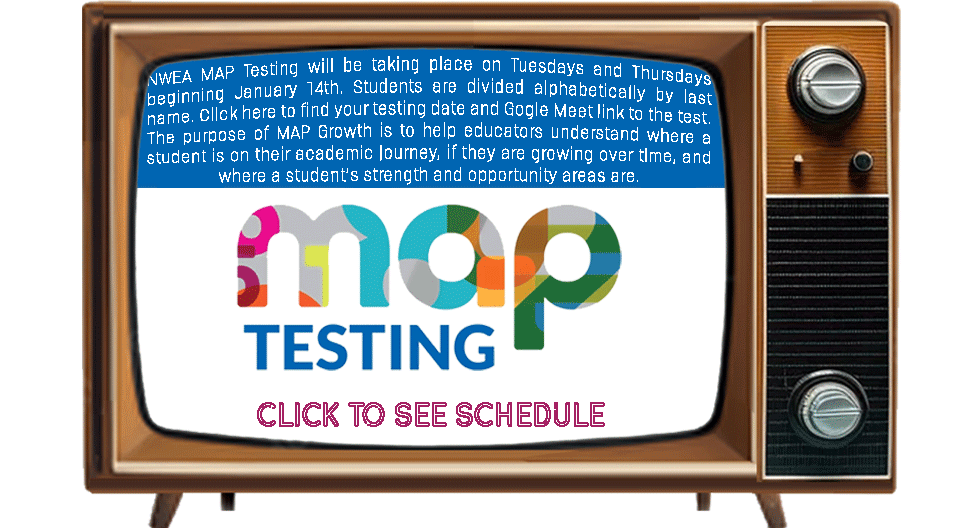 NWEA MAP Testing will be taking place on Tuesdays and Thursdays
beginning January 14th. Students are divided alphabetically by last
name. Click here to find your testing date and Gogle Meet link to the test.
The purpose of MAP Growth is to help educators understand where a
student is on their academic journey, if they are growing over time, and
where a student's strength and opportunity areas are.
map
TESTING
CLICK TO SEE SCHEDULE